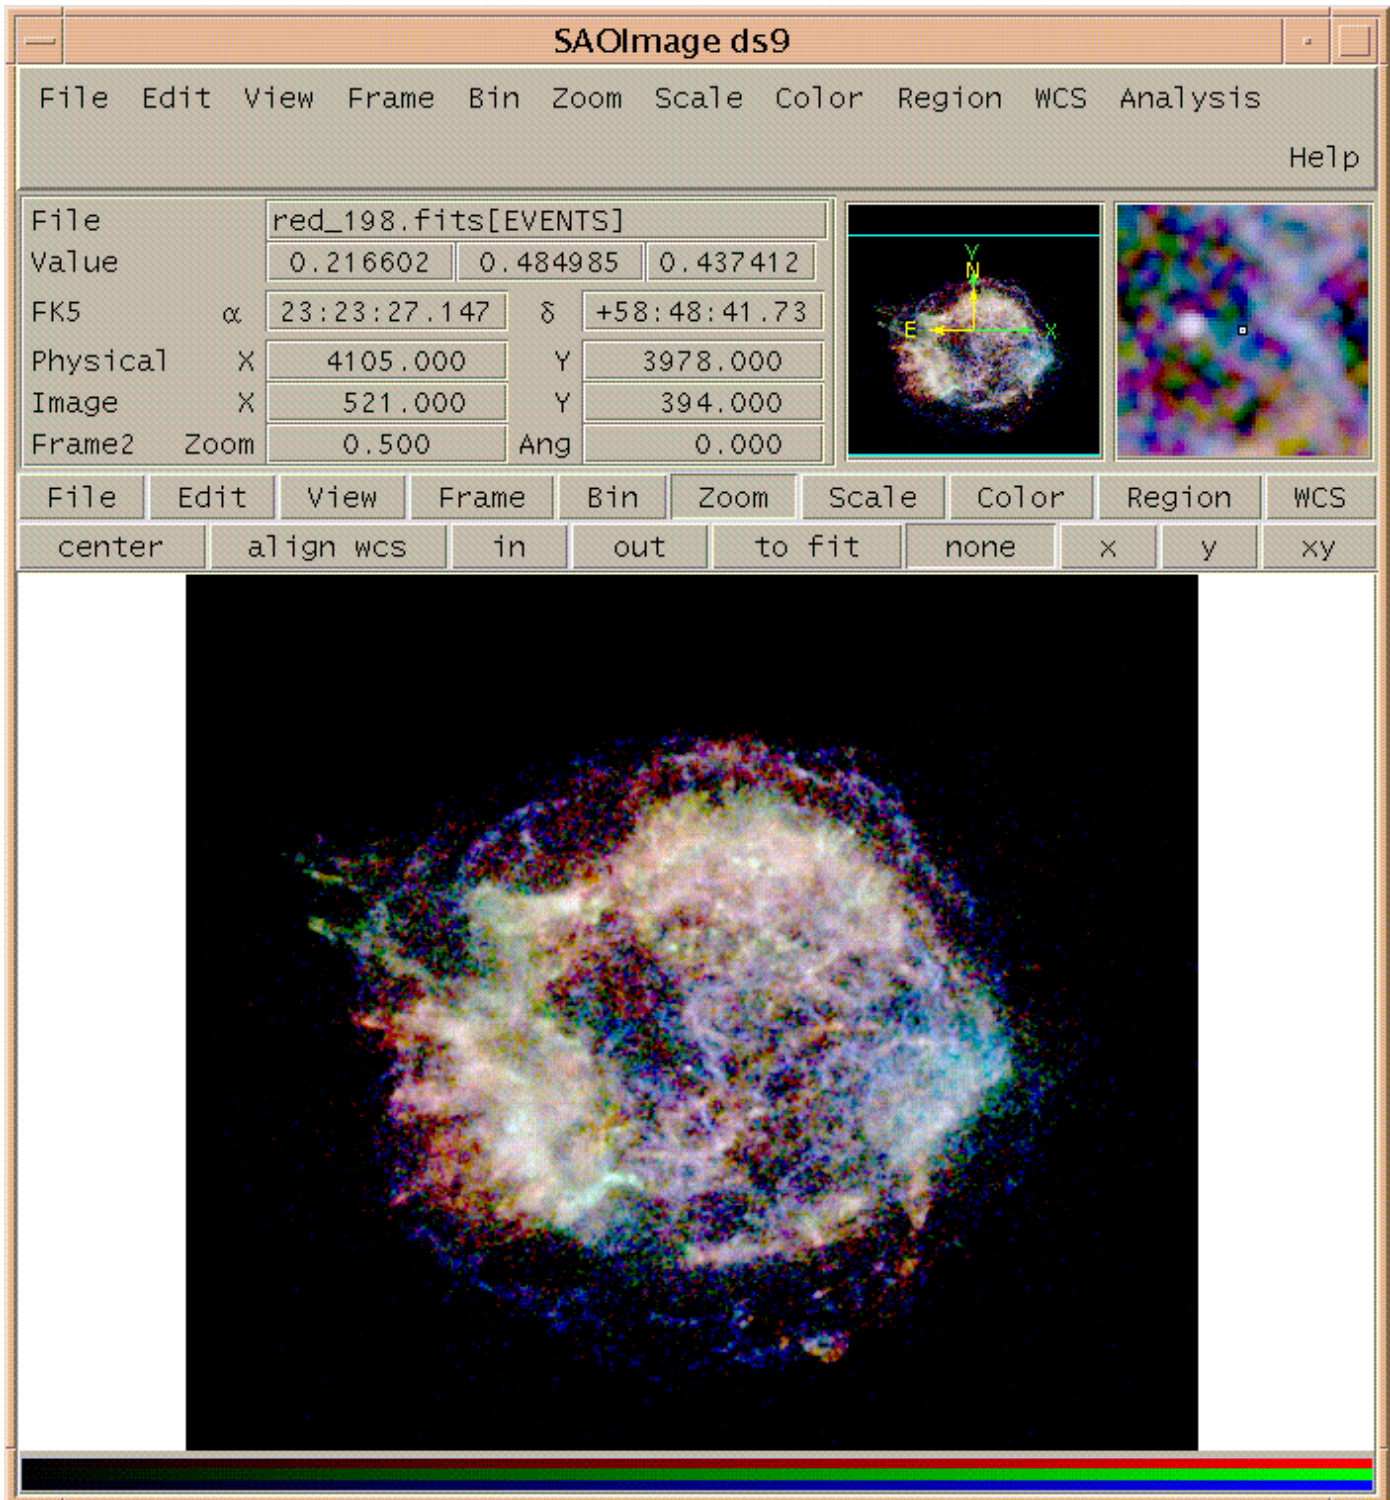 SAOImage ds9
File Edit View Frame Bin Zoom Scale Color Region WCS Analysis
Help
File red_198.fits[EVENTS]
Value 0.216602 0.484985 0.437412
FK5 α 23:23:27.147 δ +58:48:41.73
Physical X 4105.000 Y 3978.000
Image X 521.000 Y 394.000
Frame2 Zoom 0.500 Ang 0.000
Y
N
E X
File Edit View Frame Bin Zoom Scale Color Region WCS
center align wcs in out to fit none x y xy